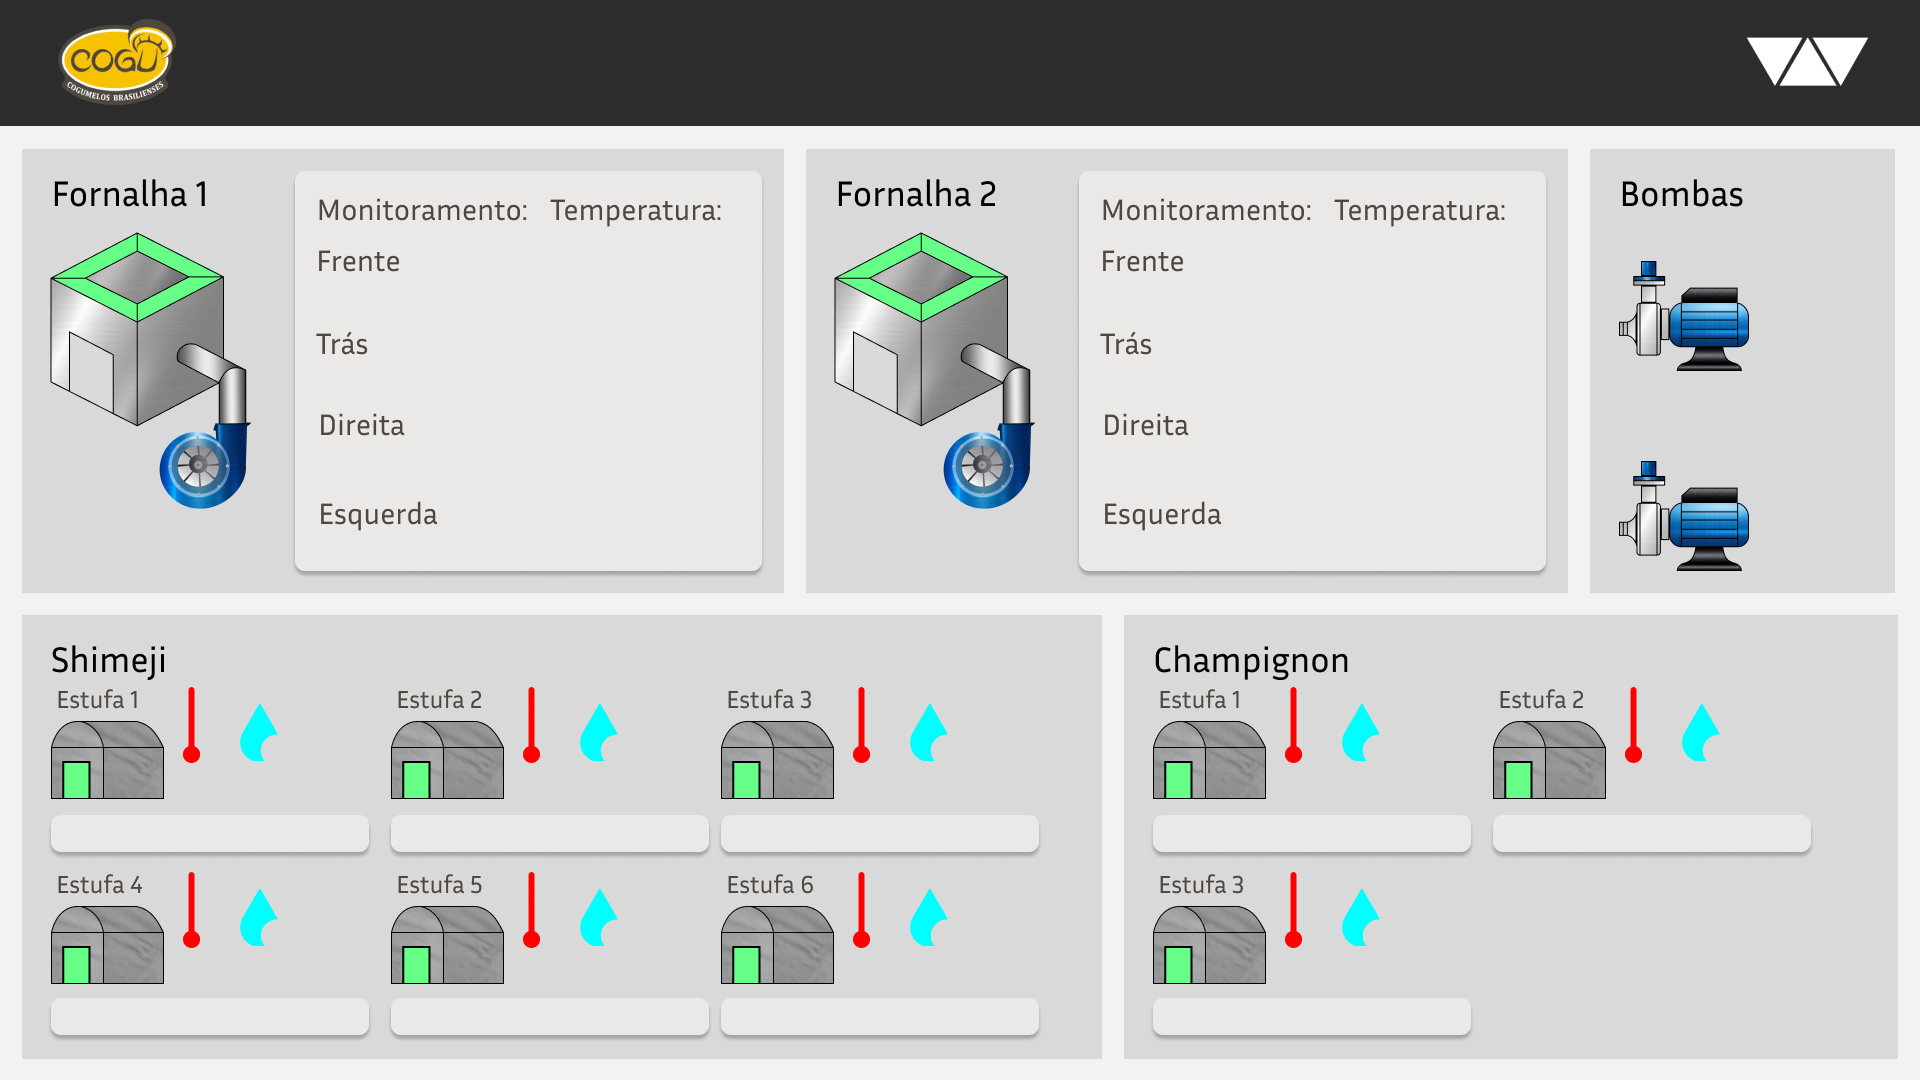 COGU
COGUMELOS BRASILIENSES
Fornalha 1
Monitoramento: Temperatura:
Frente
Trás
Direita
Esquerda
Fornalha 2
Monitoramento: Temperatura:
Frente
Trás
Direita
Esquerda
Bombas
Shimeji
Estufa 1
Estufa 2
Estufa 3
Estufa 4
Estufa 5
Estufa 6
Champignon
Estufa 1
Estufa 2
Estufa 3